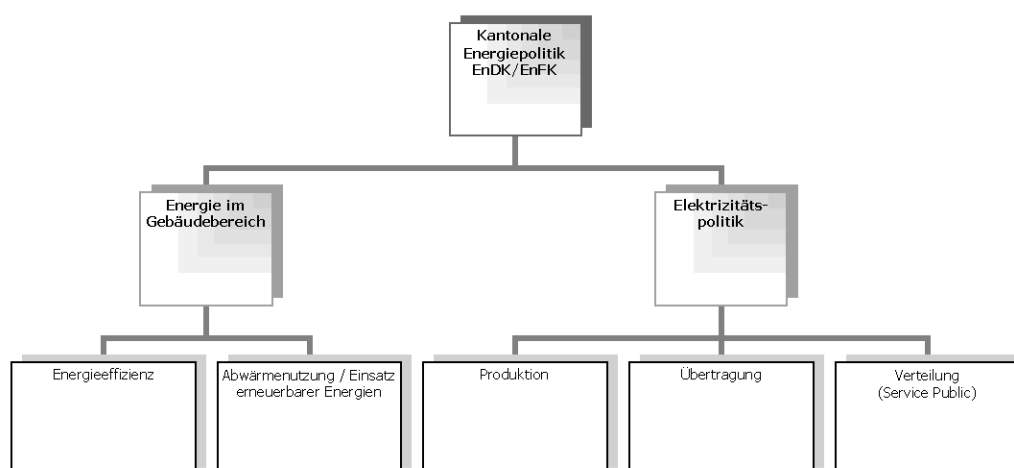 Kantonale
Energiepolitik
EnDK/EnFK
Energie im
Gebäudebereich
Elektrizitäts-
politik
Energieeffizienz
Abwärmenutzung / Einsatz
erneuerbarer Energien
Produktion
Übertragung
Verteilung
(Service Public)